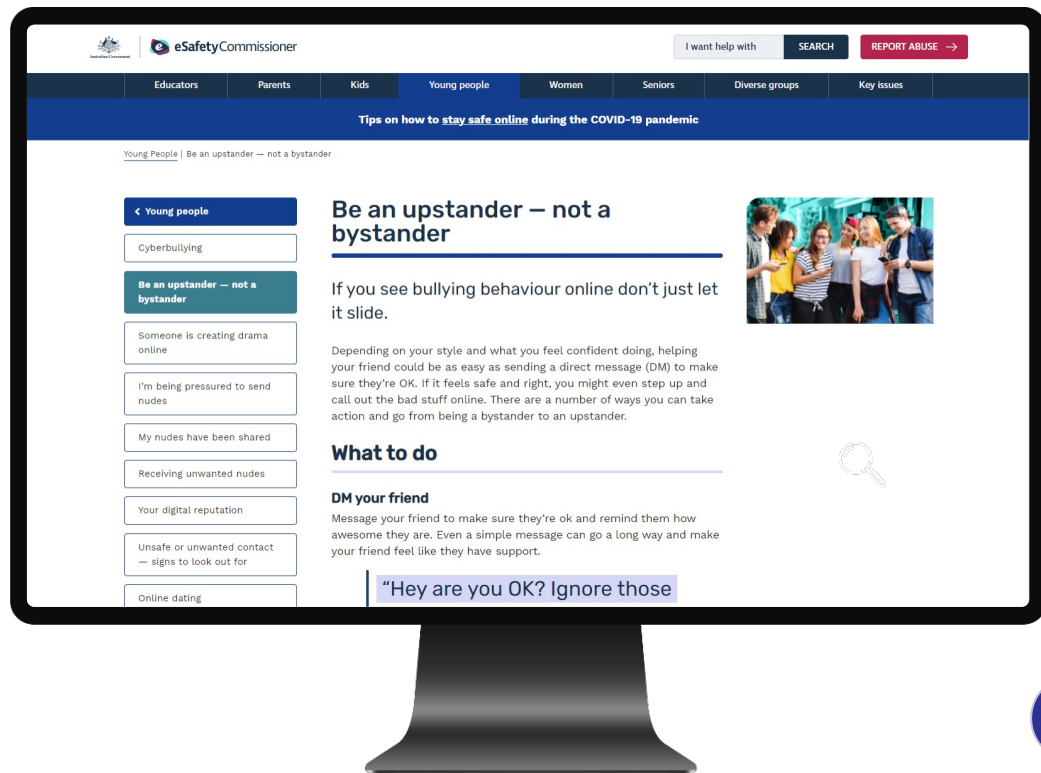 Australian Government
eSafetyCommissioner
I want help with
SEARCH
REPORT ABUSE →
Educators
Parents
Kids
Young people
Women
Seniors
Diverse groups
Key issues
Tips on how to stay safe online during the COVID-19 pandemic
Young People | Be an upstander — not a bystander
Young people
Cyberbullying
Be an upstander — not a
bystander
Someone is creating drama
online
I'm being pressured to send
nudes
My nudes have been shared
Receiving unwanted nudes
Your digital reputation
Unsafe or unwanted contact
— signs to look out for
Online dating
Be an upstander — not a
bystander
If you see bullying behaviour online don't just let
it slide.
Depending on your style and what you feel confident doing, helping
your friend could be as easy as sending a direct message (DM) to make
sure they're OK. If it feels safe and right, you might even step up and
call out the bad stuff online. There are a number of ways you can take
action and go from being a bystander to an upstander.
What to do
DM your friend
Message your friend to make sure they're ok and remind them how
awesome they are. Even a simple message can go a long way and make
your friend feel like they have support.
“Hey are you OK? Ignore those